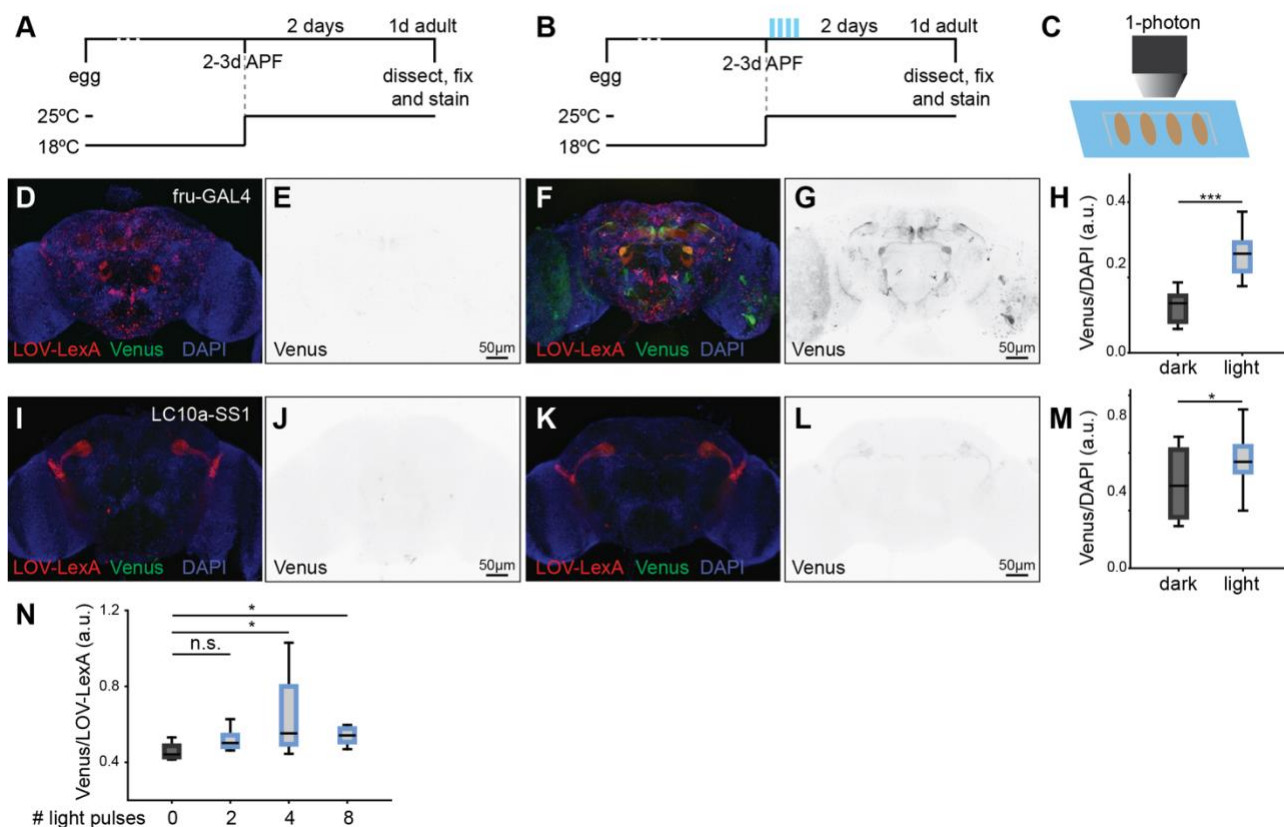 A
2 days
1d adult
2-3d APF
egg
dissect, fix
and stain
25ºC
18ºC
B
2 days
1d adult
2-3d APF
egg
dissect, fix
and stain
25ºC
18ºC
C
1-photon
D
fru-GAL4
LOV-LexA Venus DAPI
E
Venus
50µm
F
LOV-LexA Venus DAPI
G
Venus
50µm
H
Venus/DAPI (a.u.)
0.4
0.2
0.0
***
dark
light
I
LC10a-SS1
LOV-LexA Venus DAPI
J
Venus
50µm
K
LOV-LexA Venus DAPI
L
Venus
50µm
M
Venus/DAPI (a.u.)
0.8
0.4
0.0
*
dark
light
N
Venus/LOV-LexA (a.u.)
1.2
0.8
0.4
*
*
n.s.
# light pulses 0 2 4 8